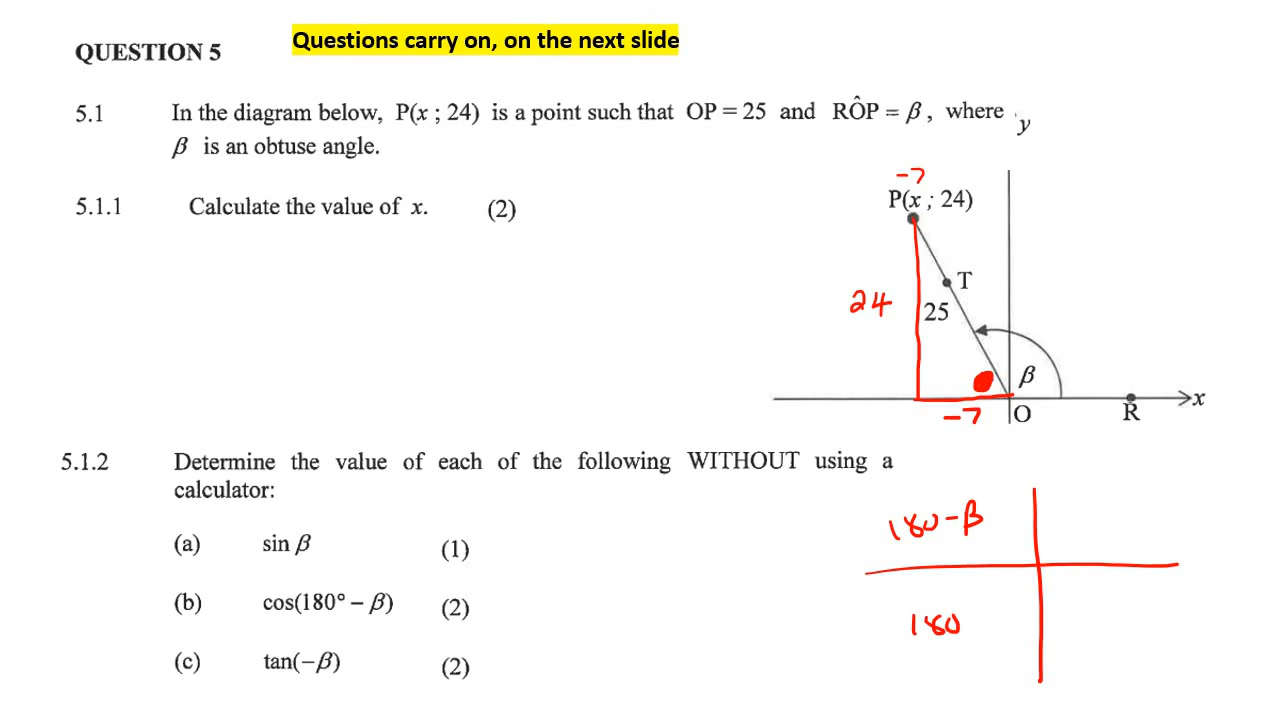 Questions carry on, on the next slide
QUESTION 5
5.1 In the diagram below, P(x ; 24) is a point such that OP = 25 and RÔP = β, where
β is an obtuse angle.
y
-7
5.1.1 Calculate the value of x. (2)
P(x ; 24)
T
24
25
β
-7
O
R
x
5.1.2 Determine the value of each of the following WITHOUT using a
calculator:
180-β
(a) sin β (1)
(b) cos(180° – β) (2)
180
(c) tan(–β) (2)